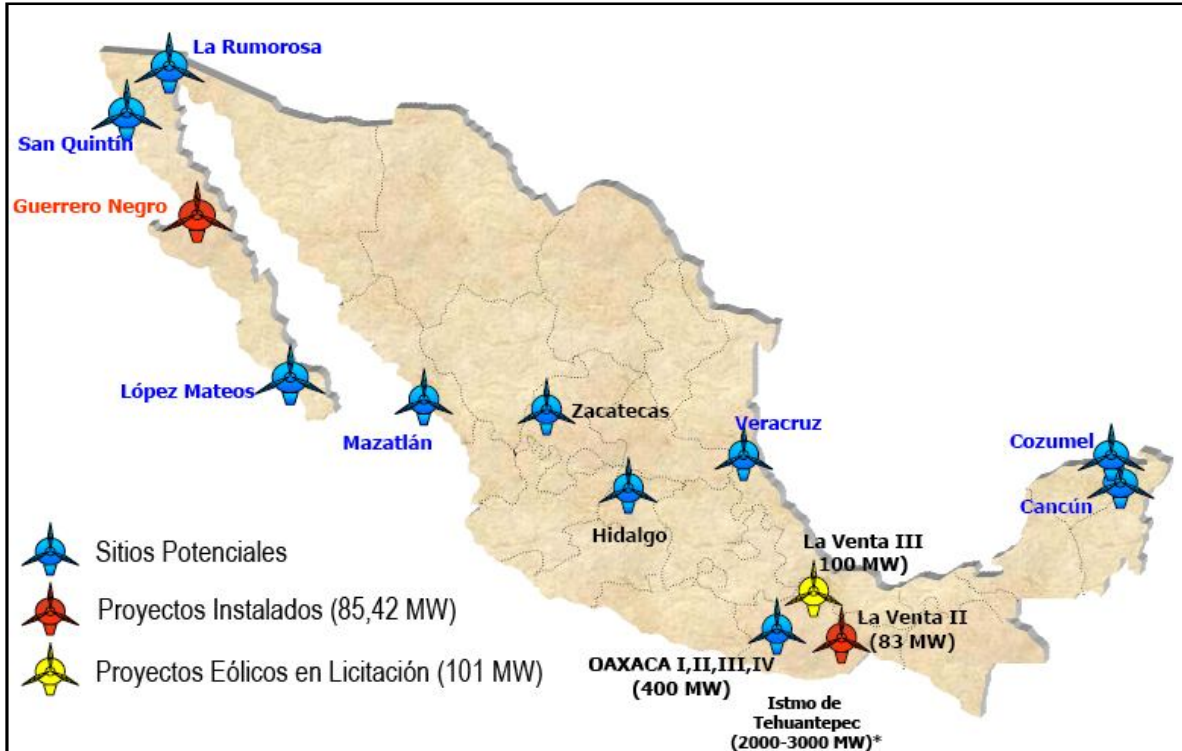 La Rumorosa
San Quintín
Guerrero Negro
López Mateos
Mazatlán
Zacatecas
Veracruz
Cozumel
Cancún
Hidalgo
La Venta III
100 MW)
La Venta II
(83 MW)
OAXACA I,II,III,IV
(400 MW)
Istmo de
Tehuantepec
(2000-3000 MW)*
Sitios Potenciales
Proyectos Instalados (85,42 MW)
Proyectos Eólicos en Licitación (101 MW)